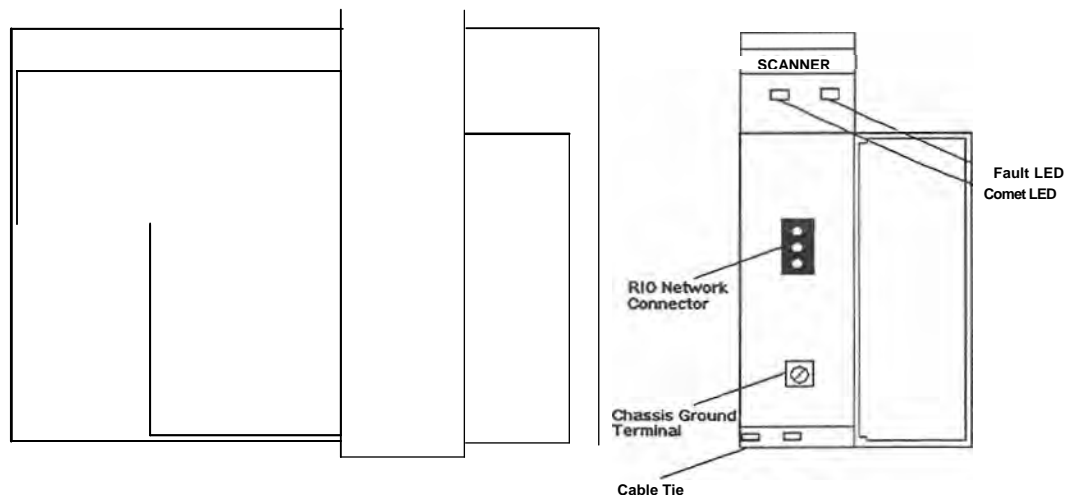 SCANNER
Fault LED
Comet LED
RIO Network
Connector
Chassis Ground
Terminal
Cable Tie